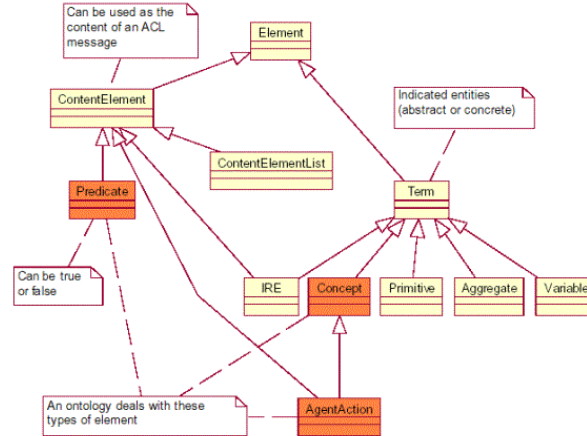 Can be used as the
content of an ACL
message
Element
ContentElement
Indicated entities
(abstract or concrete)
ContentElementList
Predicate
Term
Can be true
or false
IRE
Concept
Primitive
Aggregate
Variable
An ontology deals with these
types of element
AgentAction